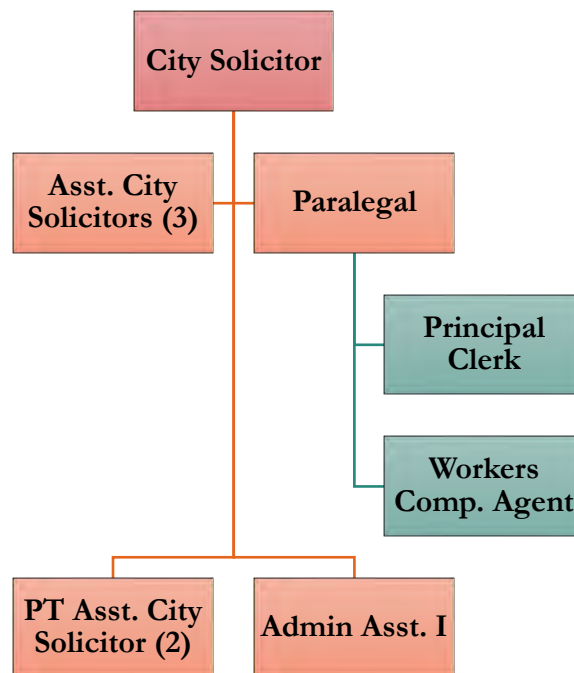 City Solicitor
Asst. City
Solicitors (3)
Paralegal
Principal
Clerk
Workers
Comp. Agent
PT Asst. City
Solicitor (2)
Admin Asst. I